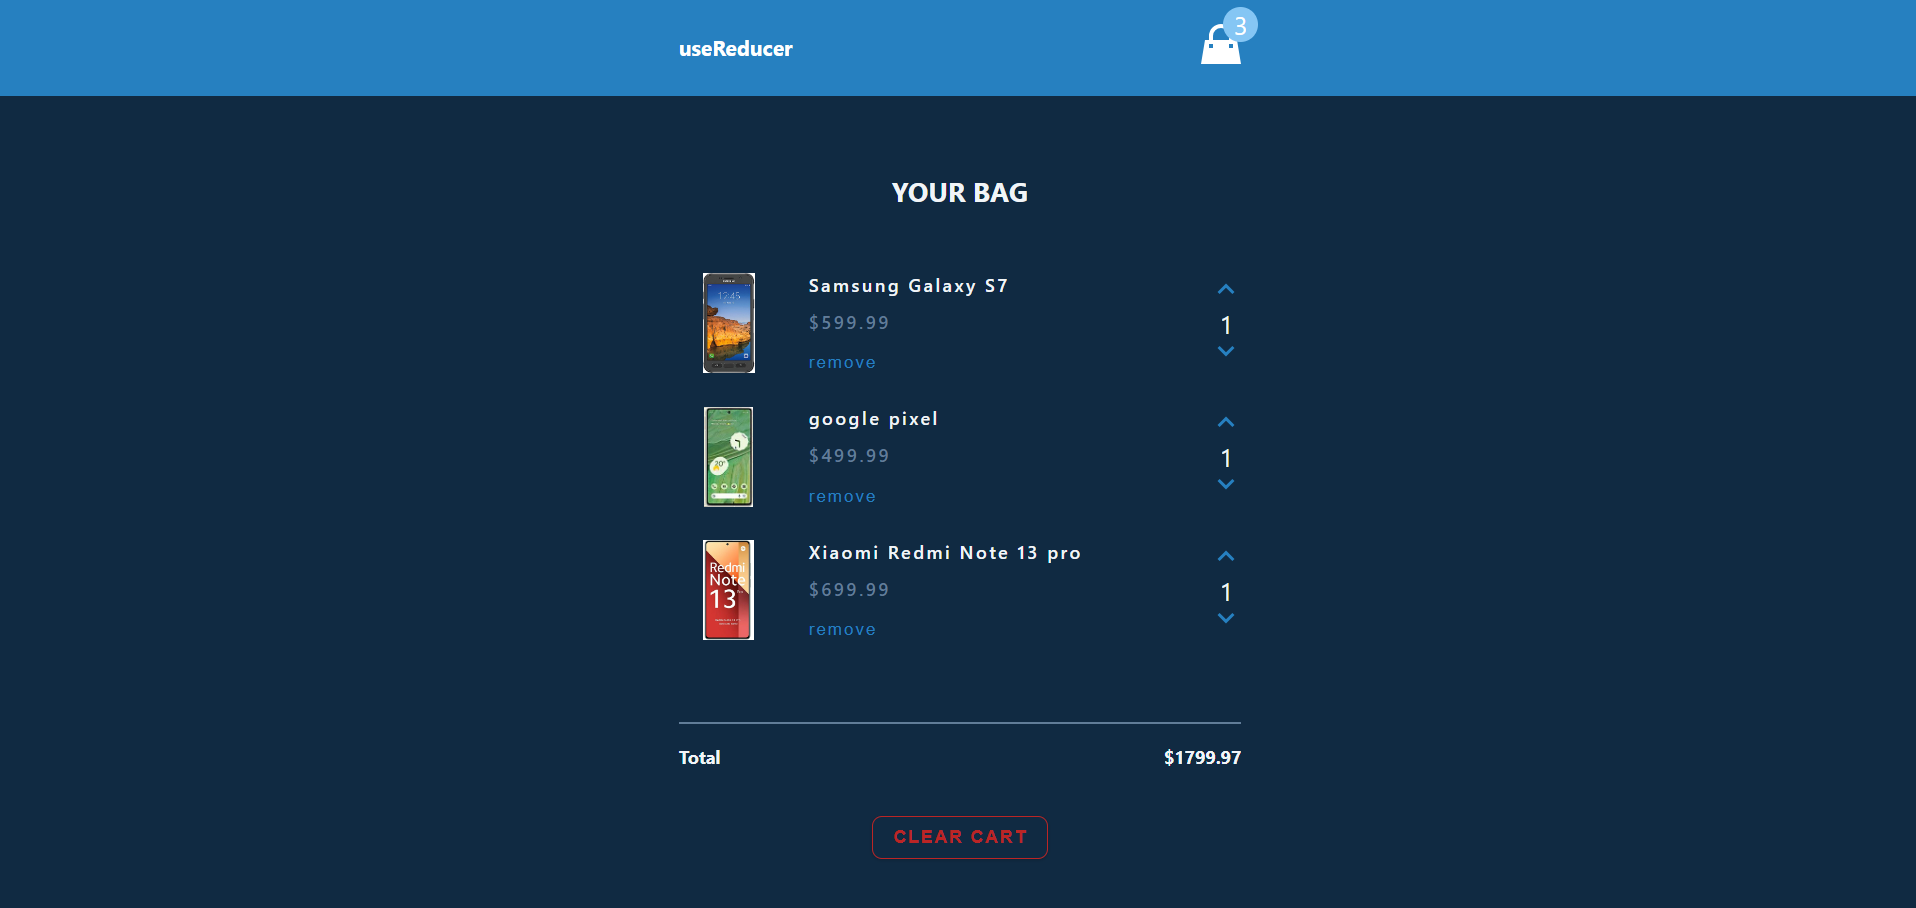 useReducer
3
YOUR BAG
Samsung Galaxy S7
$599.99
remove
1
12:45
google pixel
$499.99
remove
1
Xiaomi Redmi Note 13 pro
$699.99
remove
1
Redmi
Note
13
Total
$1799.97
CLEAR CART